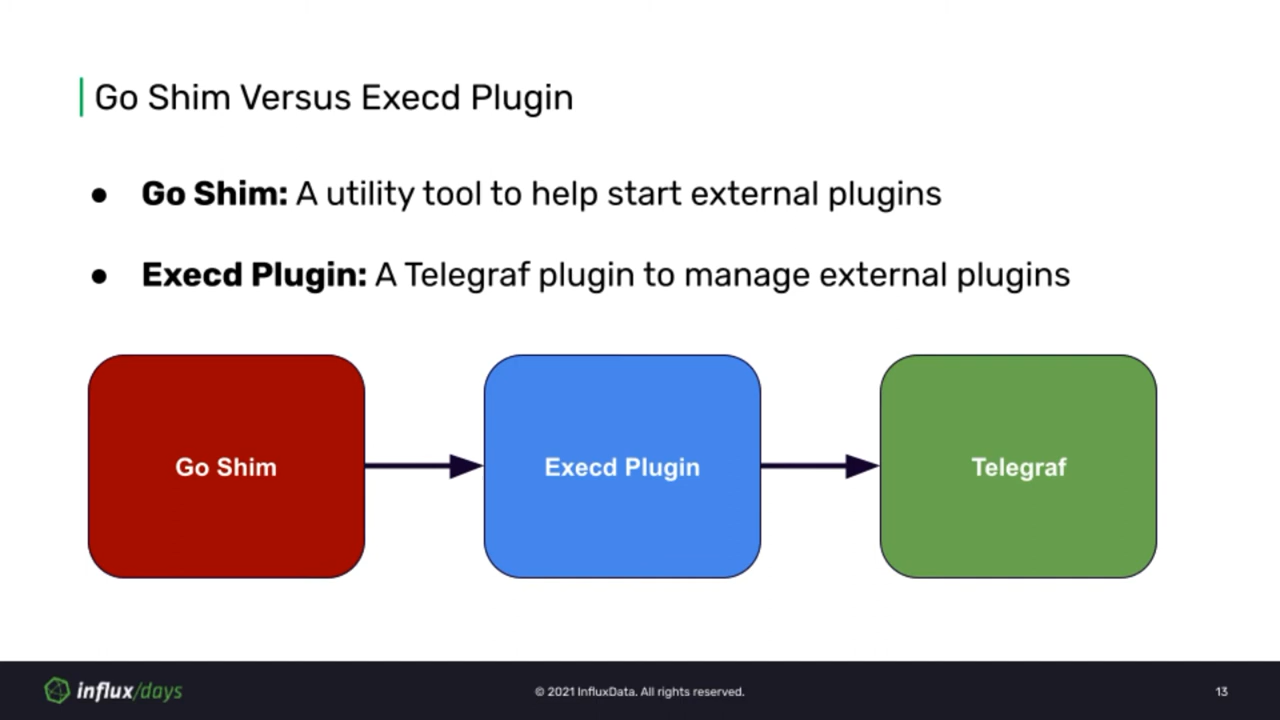 Go Shim Versus Execd Plugin
● Go Shim: A utility tool to help start external plugins
● Execd Plugin: A Telegraf plugin to manage external plugins
Go Shim
Execd Plugin
Telegraf
influx/days
© 2021 InfluxData. All rights reserved.
13